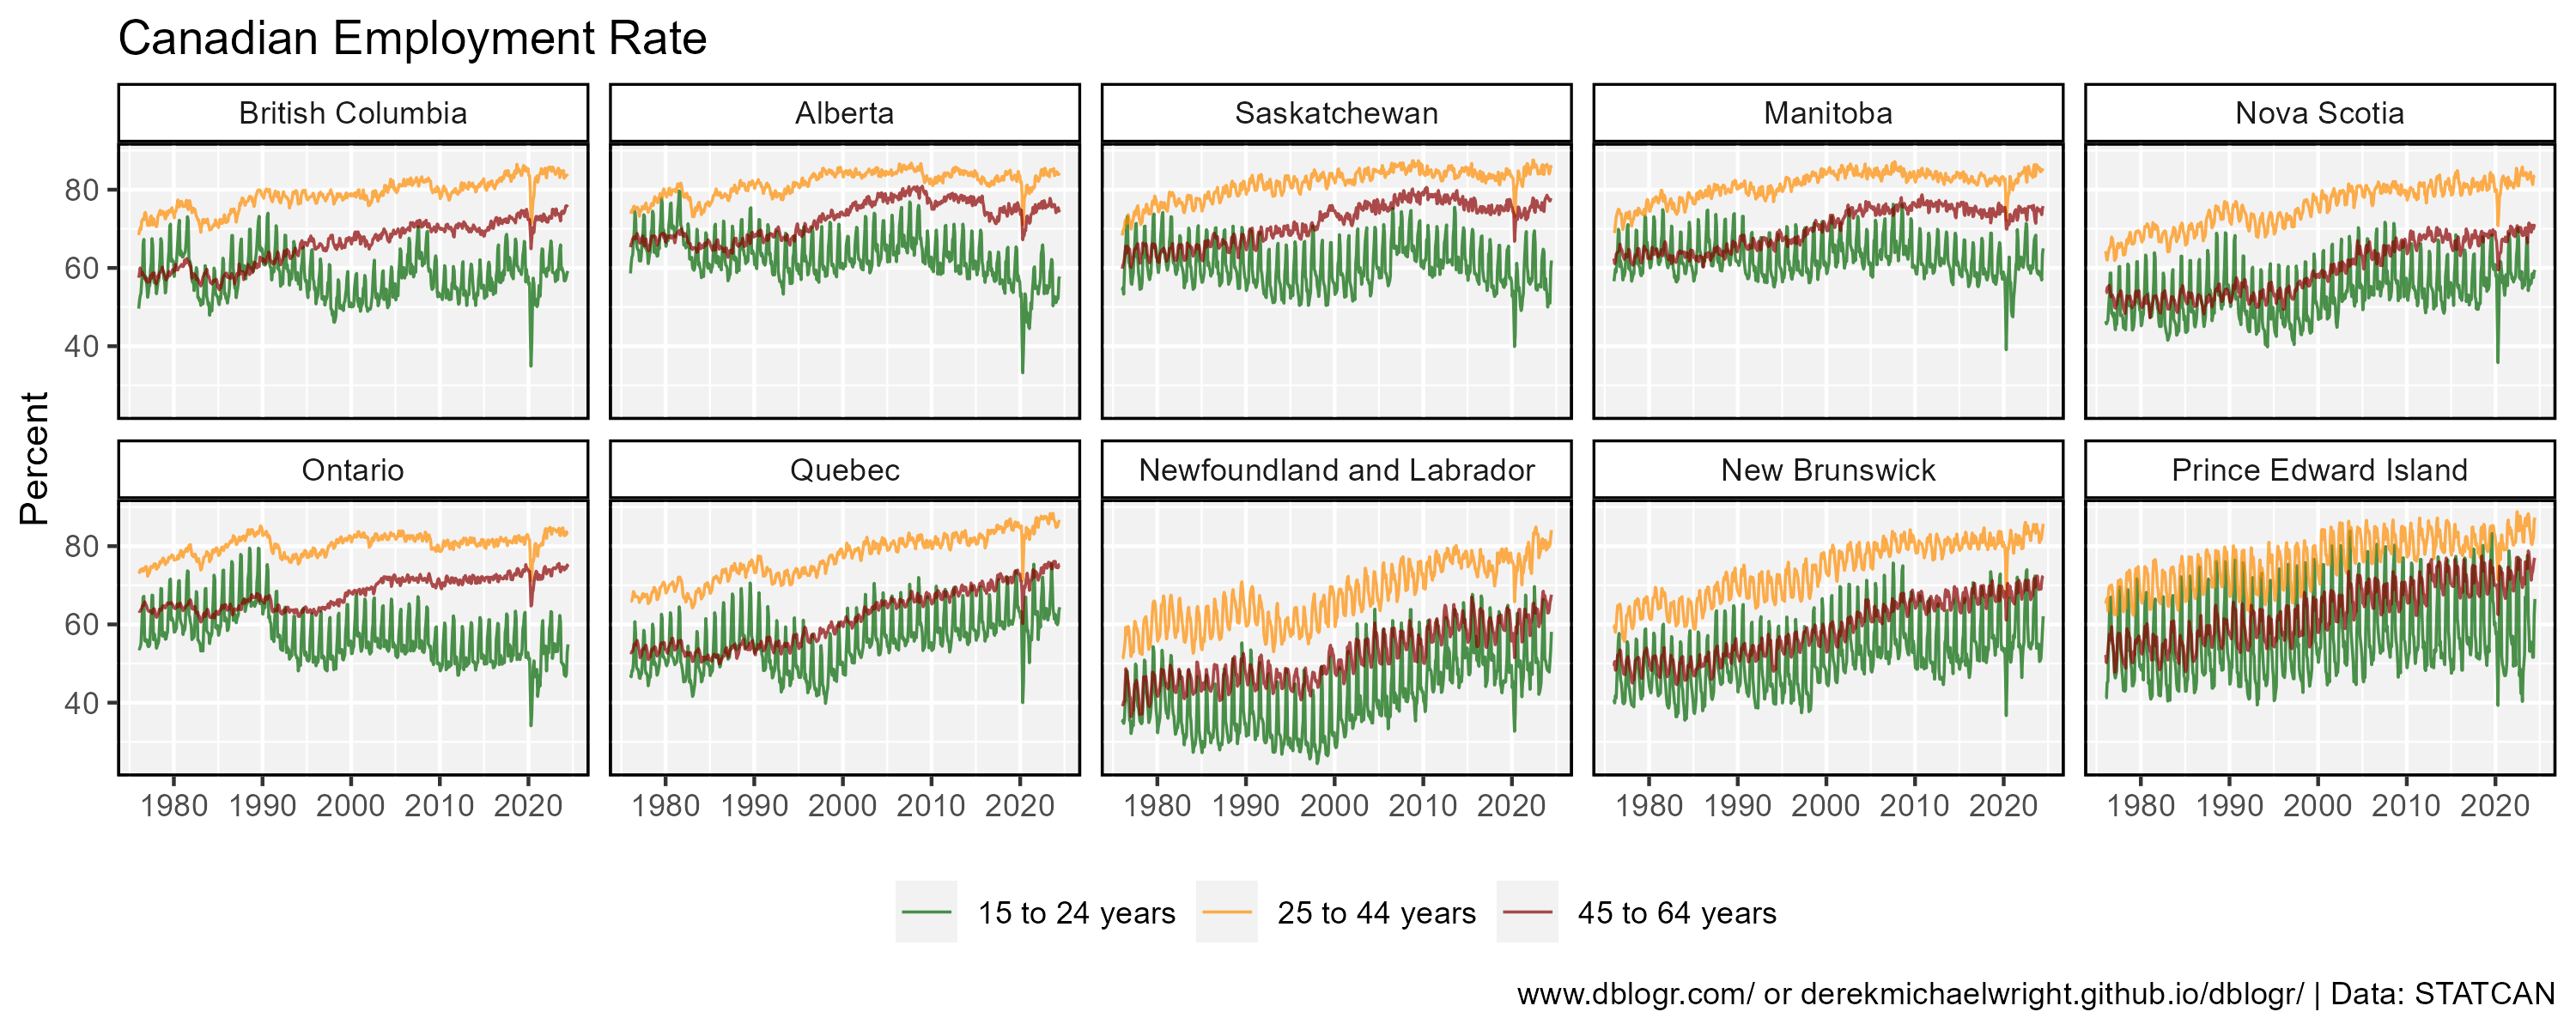 Canadian Employment Rate
British Columbia Alberta Saskatchewan Manitoba Nova Scotia
80
60
40
Percent
Ontario Quebec Newfoundland and Labrador New Brunswick Prince Edward Island
80
60
40
1980 1990 2000 2010 2020 1980 1990 2000 2010 2020 1980 1990 2000 2010 2020 1980 1990 2000 2010 2020 1980 1990 2000 2010 2020
15 to 24 years 25 to 44 years 45 to 64 years
www.dblogr.com/ or derekmichaelwright.github.io/dblogr/ | Data: STATCAN